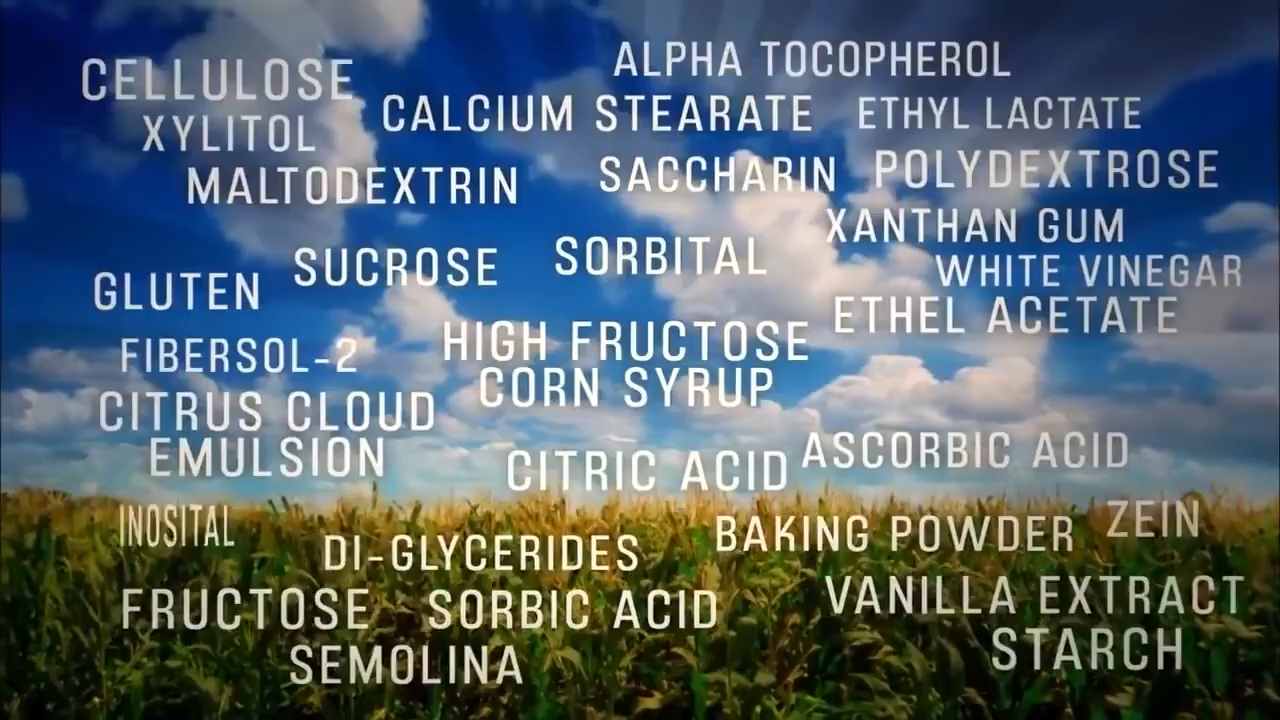 ALPHA TOCOPHEROL
CELLULOSE
CALCIUM STEARATE
ETHYL LACTATE
XYLITOL
SACCHARIN
POLYDEXTROSE
MALTODEXTRIN
XANTHAN GUM
SORBITAL
SUCROSE
WHITE VINEGAR
GLUTEN
ETHEL ACETATE
HIGH FRUCTOSE
CORN SYRUP
FIBERSOL-2
CITRUS CLOUD
EMULSION
ASCORBIC ACID
CITRIC ACID
INOSITAL
ZEIN
BAKING POWDER
DI-GLYCERIDES
VANILLA EXTRACT
FRUCTOSE
SORBIC ACID
STARCH
SEMOLINA